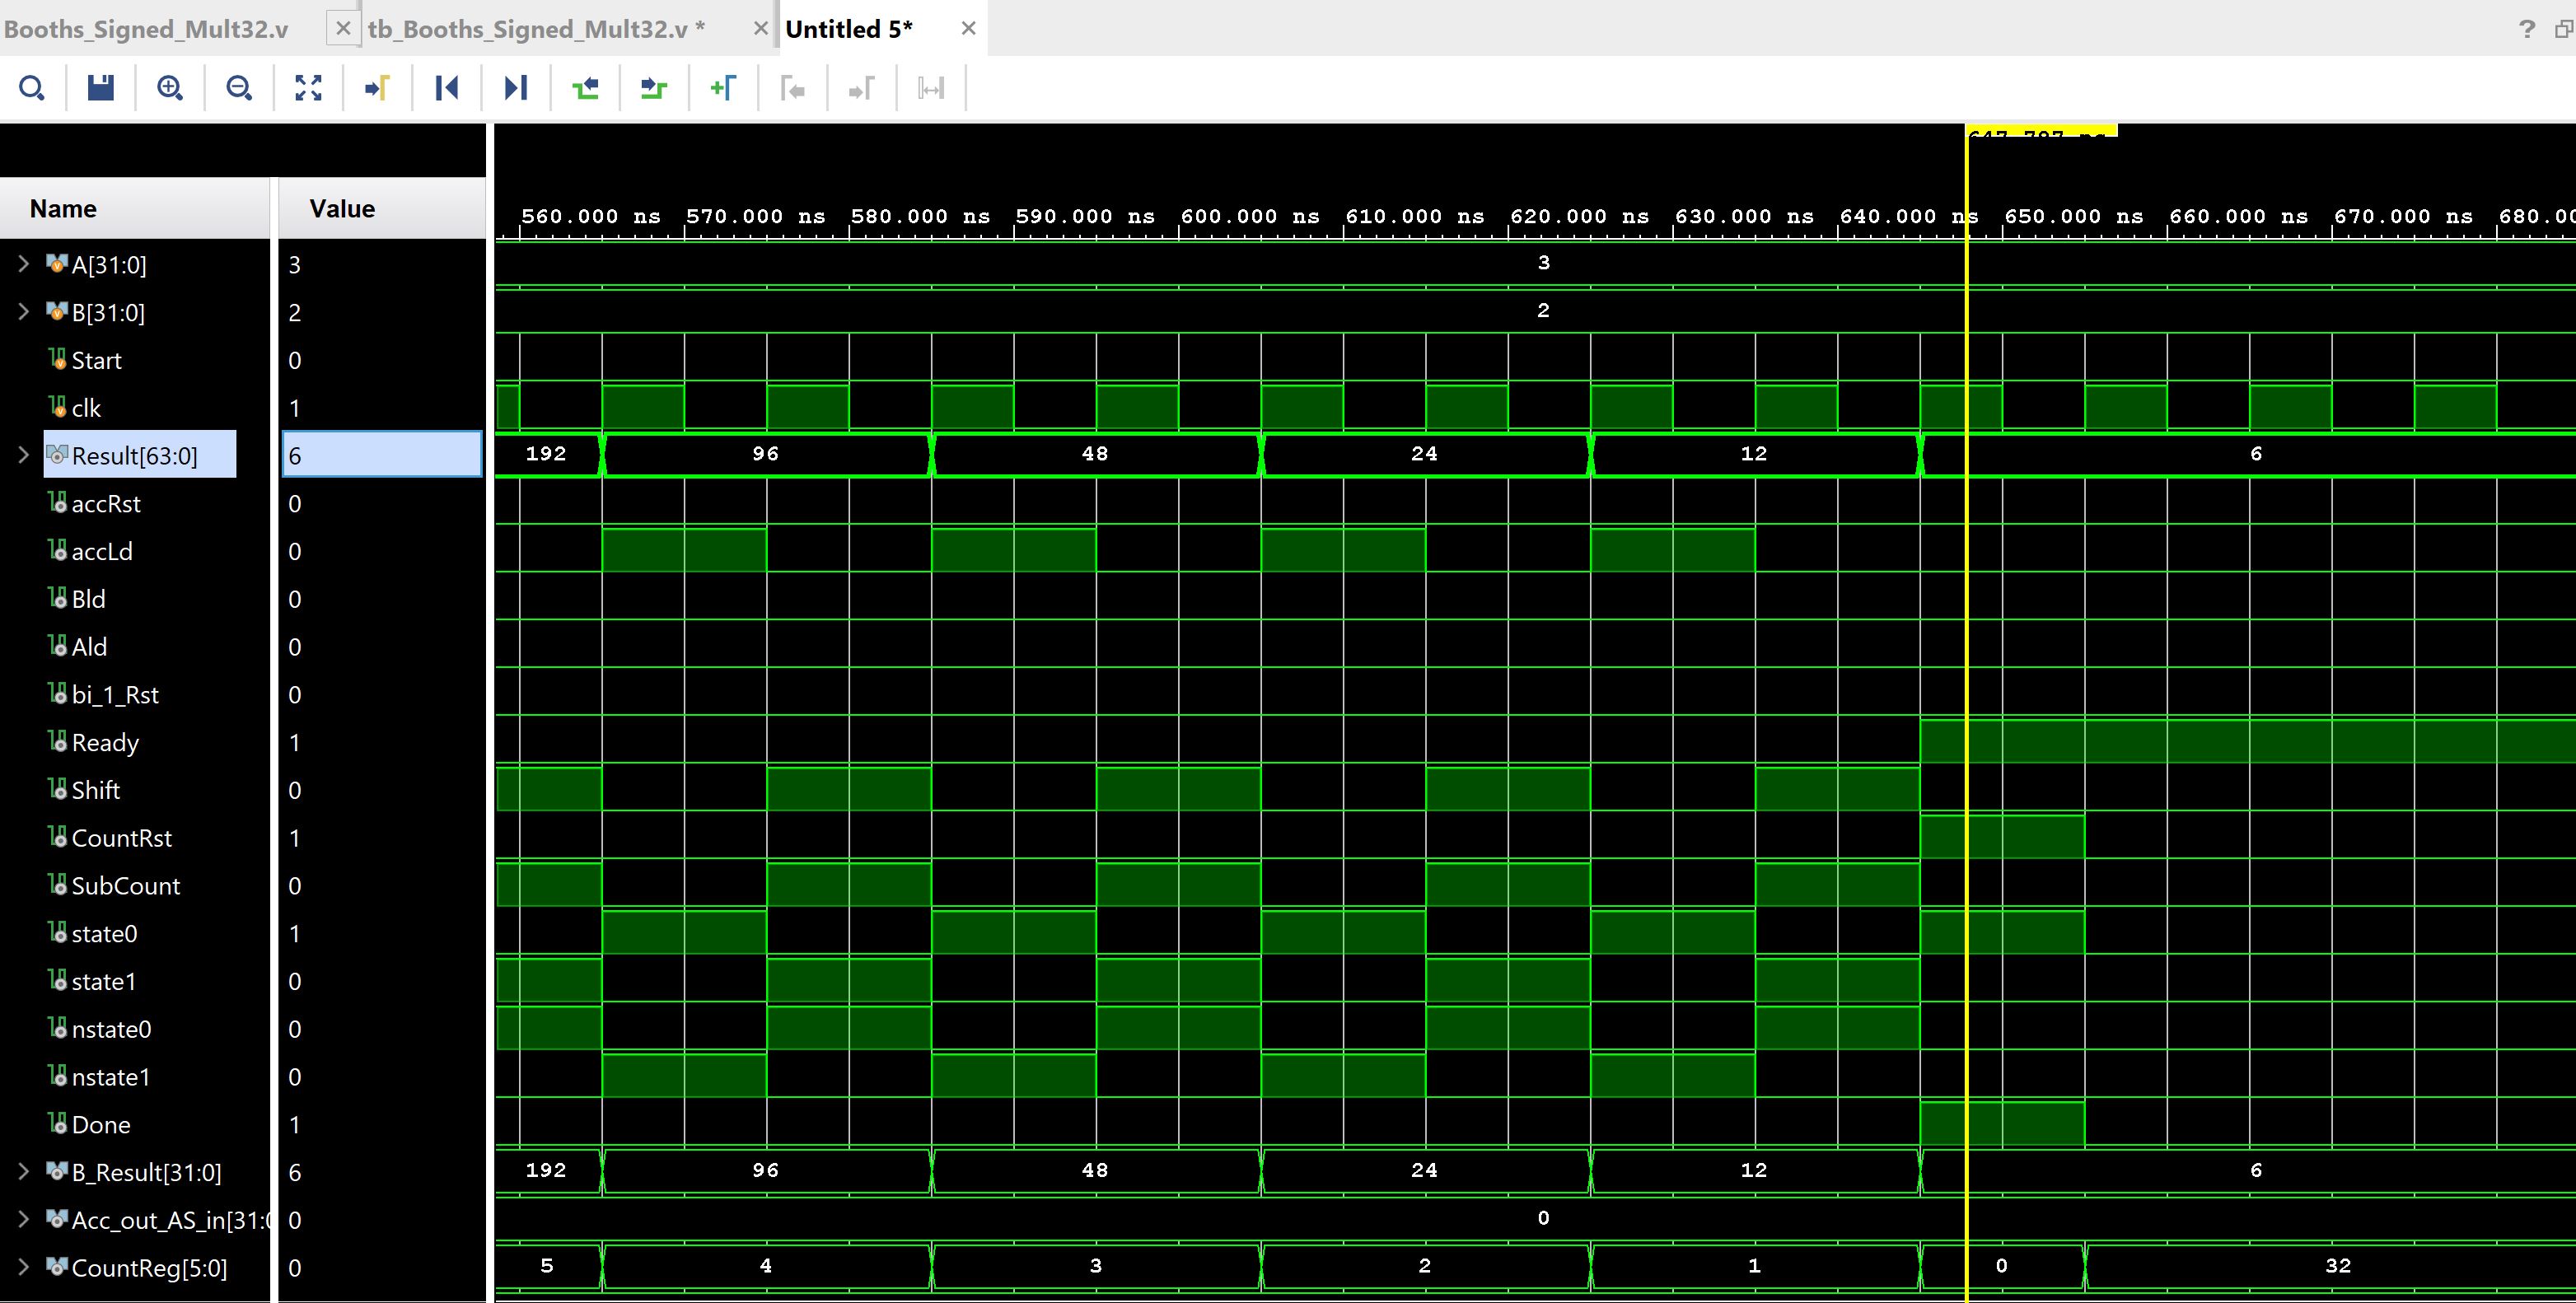 Booths_Signed_Mult32.v tb_Booths_Signed_Mult32.v * Untitled 5*
?
647.787 ns
Name Value
560.000 ns 570.000 ns 580.000 ns 590.000 ns 600.000 ns 610.000 ns 620.000 ns 630.000 ns 640.000 ns 650.000 ns 660.000 ns 670.000 ns 680.00
A[31:0] 3 3
B[31:0] 2 2
Start 0
clk 1
Result[63:0] 6 192 96 48 24 12 6
accRst 0
accLd 0
Bld 0
Ald 0
bi_1_Rst 0
Ready 1
Shift 0
CountRst 1
SubCount 0
state0 1
state1 0
nstate0 0
nstate1 0
Done 1
B_Result[31:0] 6 192 96 48 24 12 6
Acc_out_AS_in[31:0 0 0
CountReg[5:0] 0 5 4 3 2 1 0 32